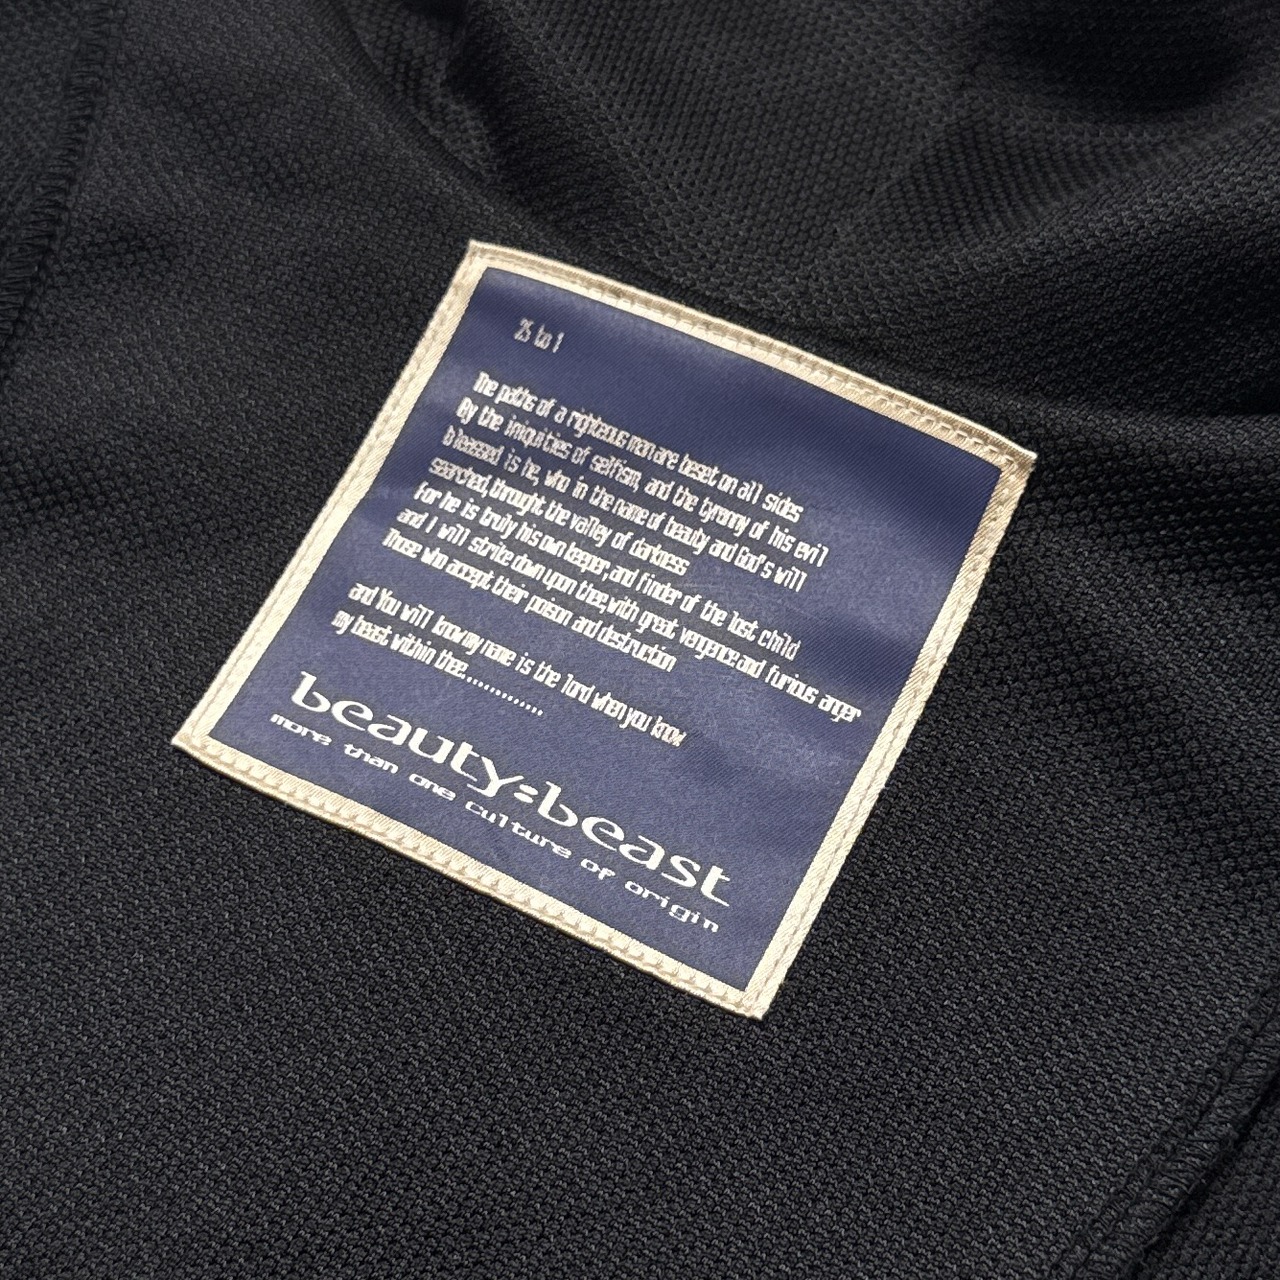 25 to 1
The paths of a righteous man are beset on all sides
By the iniquities of selfism, and the tyranny of his evil
bleassed is he, who in the name of beauty and God's will
searched, throught the valley of darkness
For he is truly his own keeper, and finder of the lost child
and I will strike down upon thee, with great vengence and furious anger
Those who accept their poison and destruction
and You will know my name is the lord when you know
my beast within thee..............
beauty:beast
more than one culture of origin